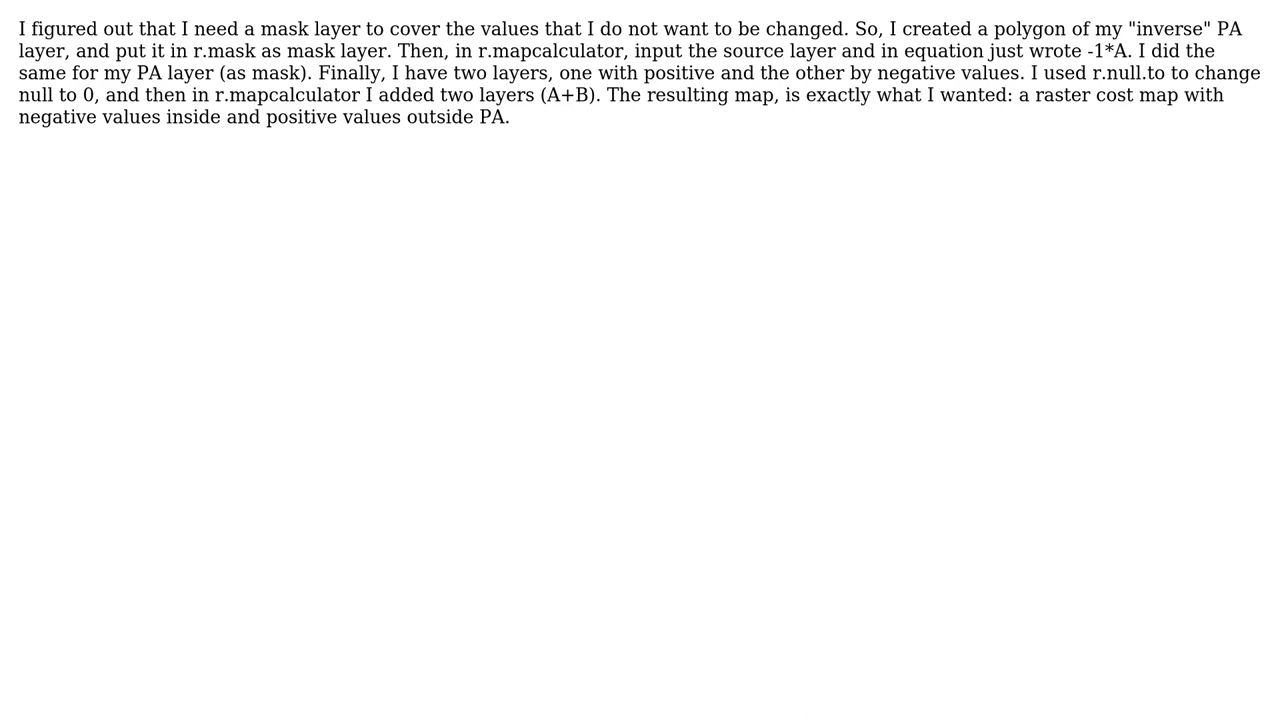 I figured out that I need a mask layer to cover the values that I do not want to be changed. So, I created a polygon of my "inverse" PA
layer, and put it in r.mask as mask layer. Then, in r.mapcalculator, input the source layer and in equation just wrote -1*A. I did the
same for my PA layer (as mask). Finally, I have two layers, one with positive and the other by negative values. I used r.null.to to change
null to 0, and then in r.mapcalculator I added two layers (A+B). The resulting map, is exactly what I wanted: a raster cost map with
negative values inside and positive values outside PA.